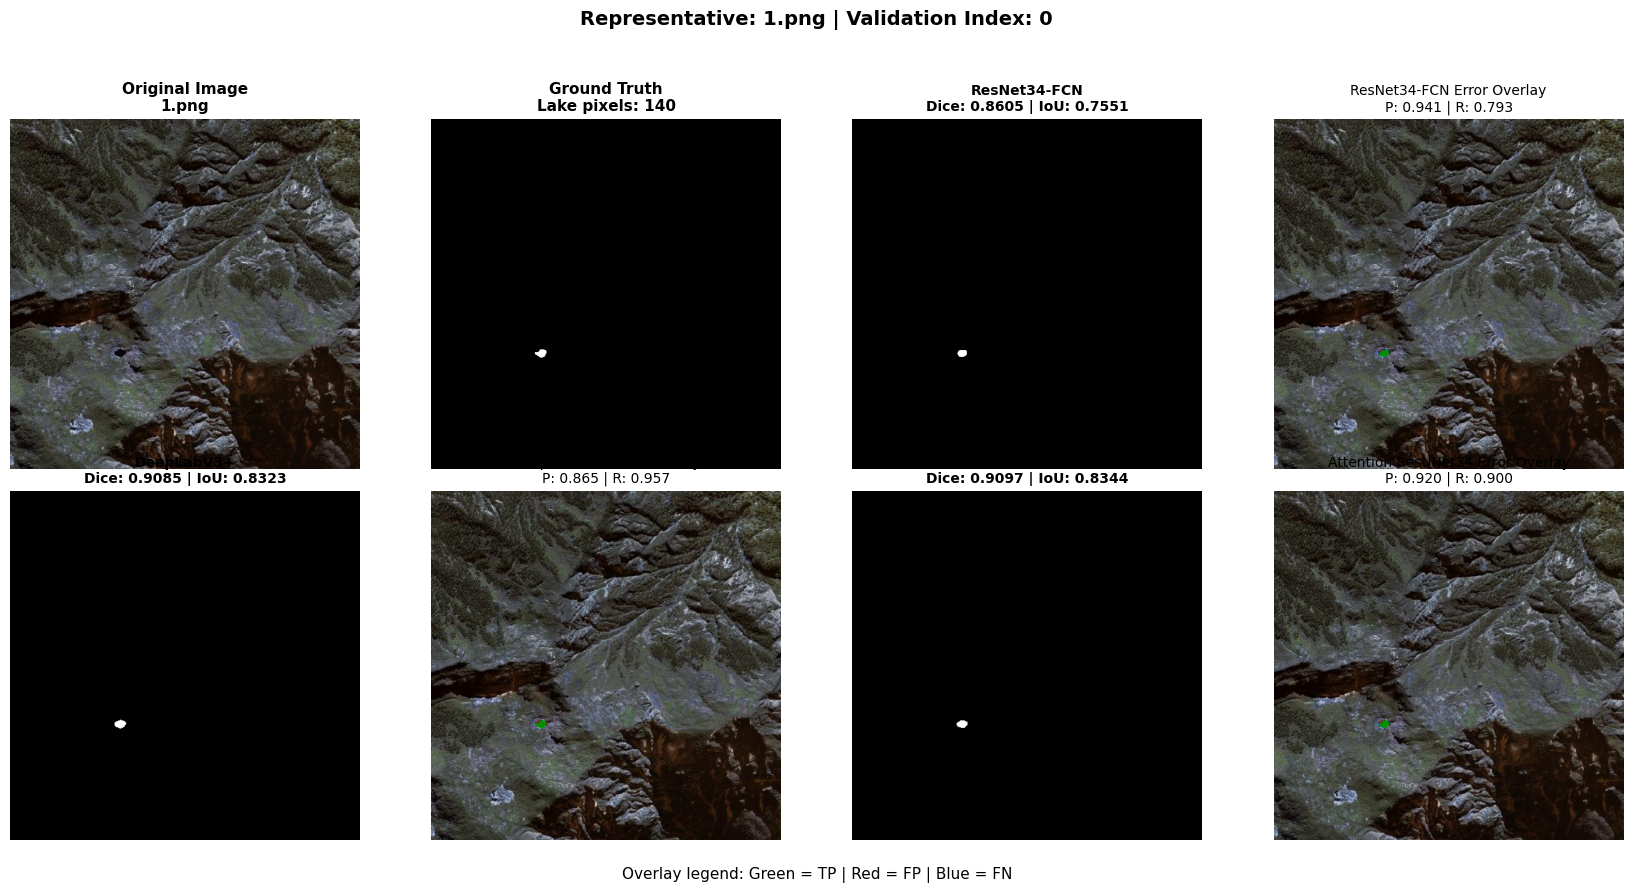 Representative: 1.png | Validation Index: 0
Original Image
1.png
Ground Truth
Lake pixels: 140
ResNet34-FCN
Dice: 0.8605 | IoU: 0.7551
ResNet34-FCN Error Overlay
P: 0.941 | R: 0.793
Dice: 0.9085 | IoU: 0.8323
P: 0.865 | R: 0.957
Dice: 0.9097 | IoU: 0.8344
Attention Error Overlay
P: 0.920 | R: 0.900
Overlay legend: Green = TP | Red = FP | Blue = FN